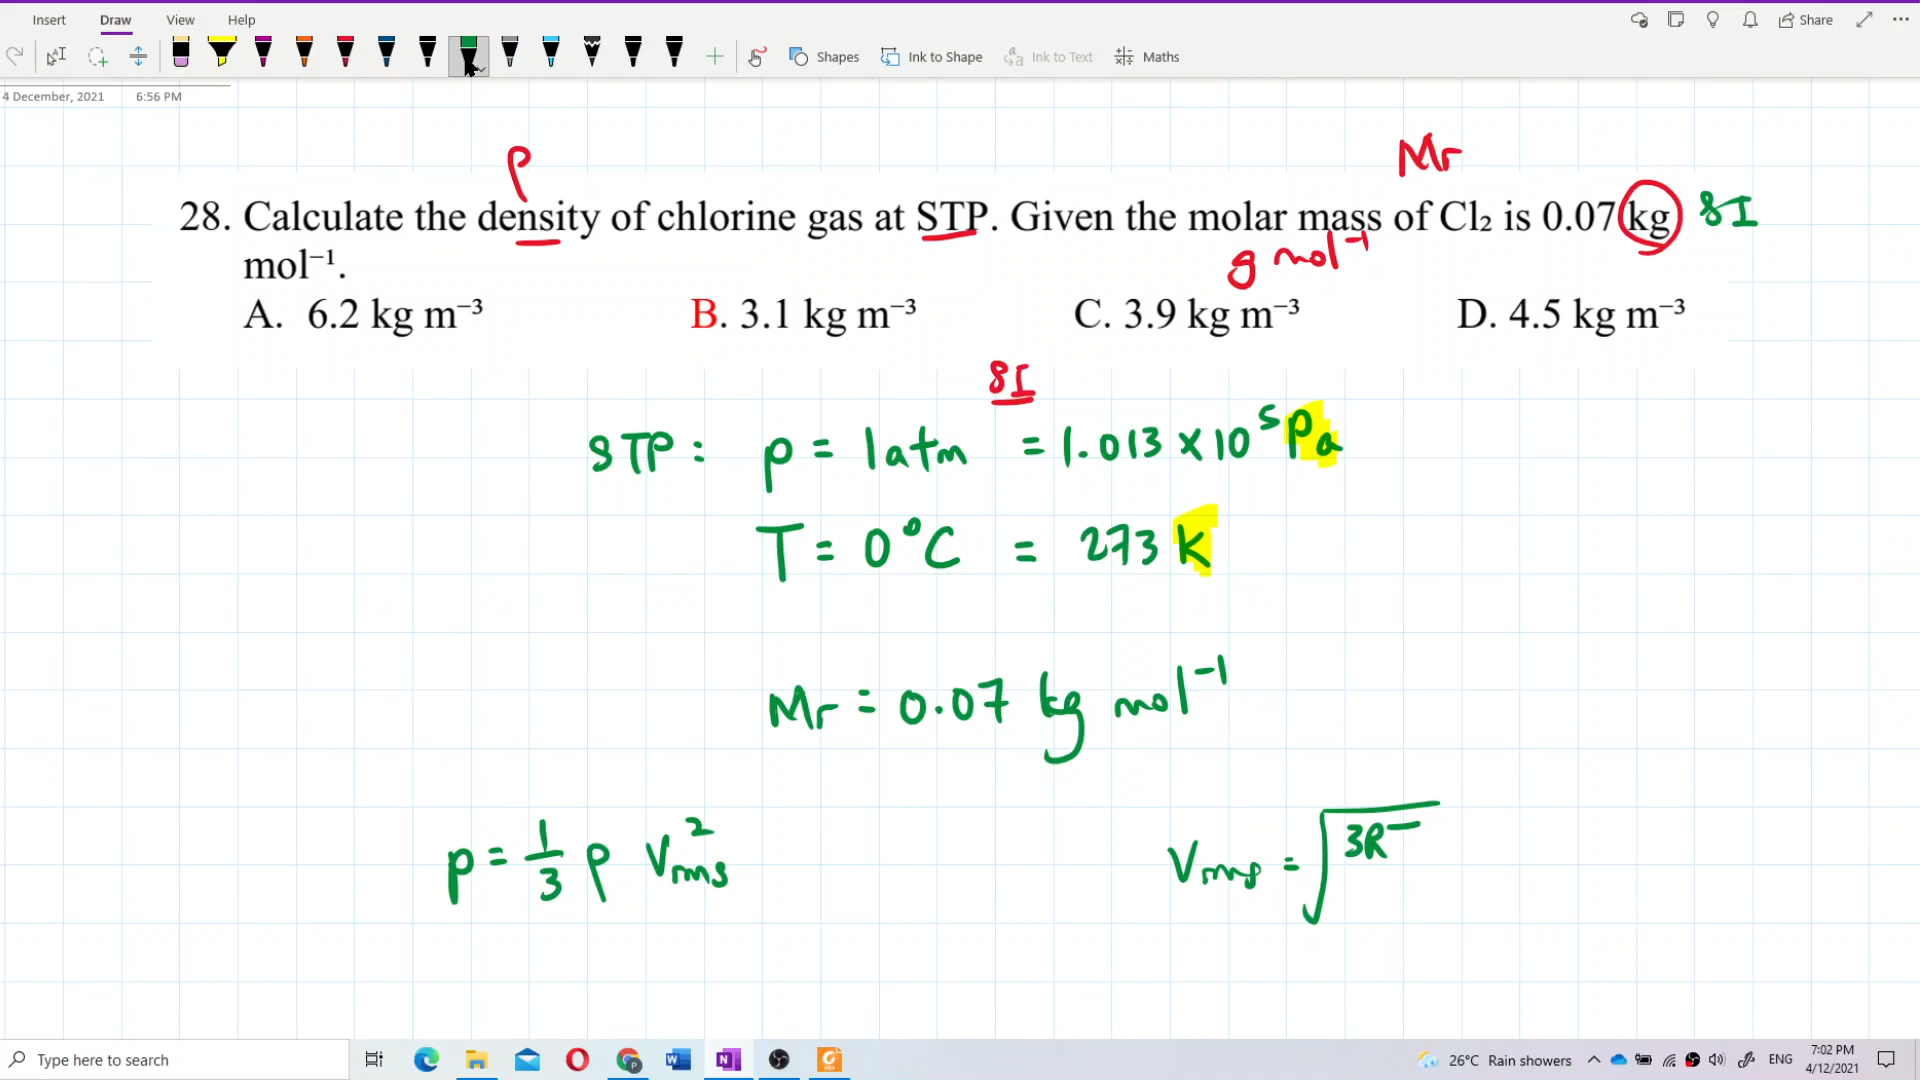 Insert Draw View Help
Share
Shapes Ink to Shape Ink to Text Maths
4 December, 2021 6:56 PM
ρ
Mr
28. Calculate the density of chlorine gas at STP. Given the molar mass of Cl₂ is 0.07 kg SI
mol⁻¹.
g mol⁻¹
A. 6.2 kg m⁻³ B. 3.1 kg m⁻³ C. 3.9 kg m⁻³ D. 4.5 kg m⁻³
SI
STP: p = 1atm = 1.013 × 10⁵ Pa
T = 0°C = 273 K
Mr = 0.07 kg mol⁻¹
p = 1/3 ρ Vrms² Vrms = √3R
Type here to search
26°C Rain showers ENG 7:02 PM
4/12/2021